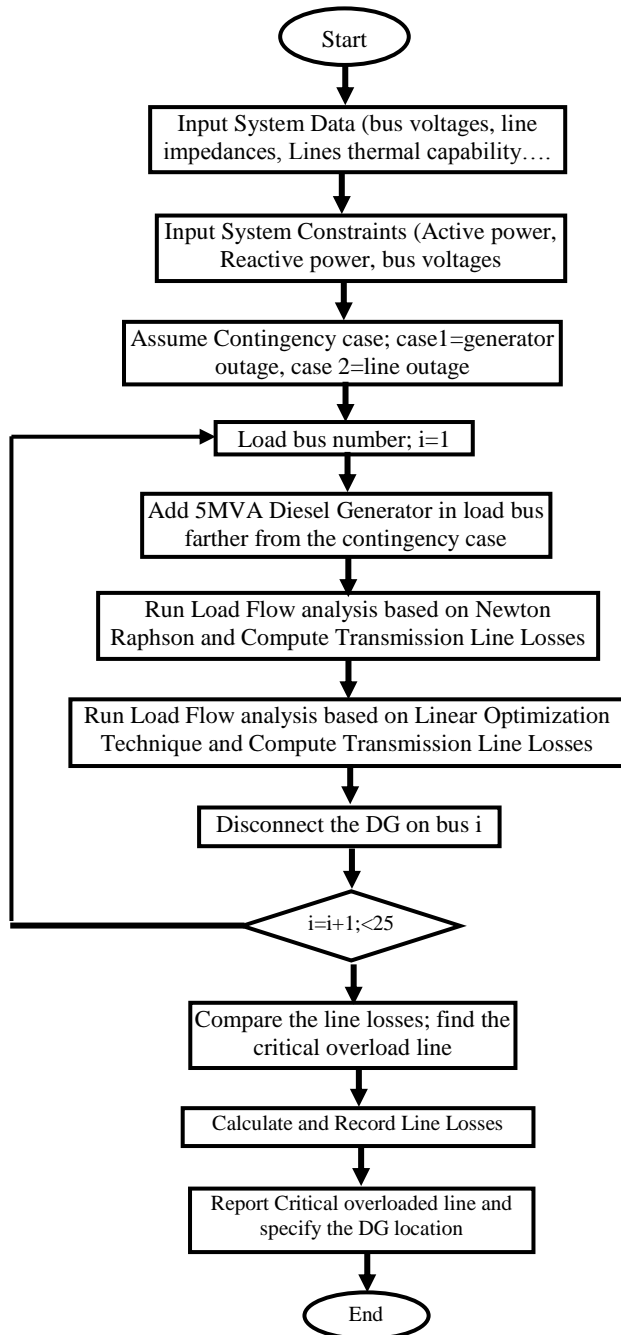 Start
Input System Data (bus voltages, line
impedances, Lines thermal capability….
Input System Constraints (Active power,
Reactive power, bus voltages
Assume Contingency case; case1=generator
outage, case 2=line outage
Load bus number; i=1
Add 5MVA Diesel Generator in load bus
farther from the contingency case
Run Load Flow analysis based on Newton
Raphson and Compute Transmission Line Losses
Run Load Flow analysis based on Linear Optimization
Technique and Compute Transmission Line Losses
Disconnect the DG on bus i
i=i+1;<25
Compare the line losses; find the
critical overload line
Calculate and Record Line Losses
Report Critical overloaded line and
specify the DG location
End